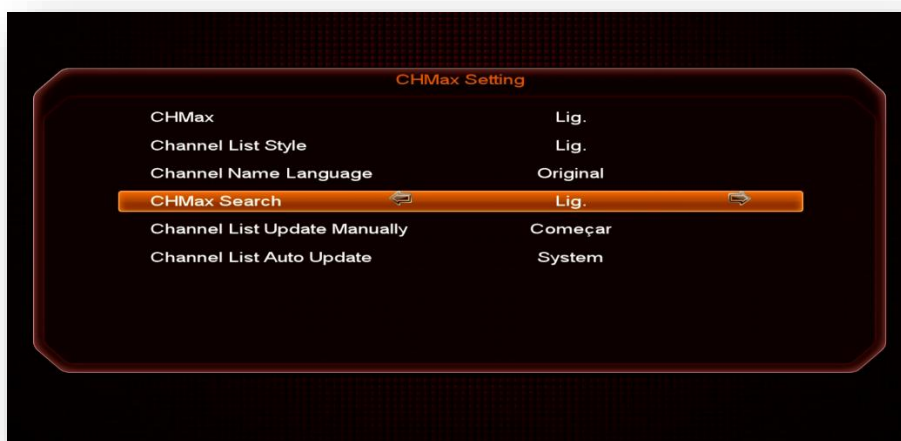 CHMax Setting
CHMax Lig.
Channel List Style Lig.
Channel Name Language Original
CHMax Search Lig.
Channel List Update Manually Começar
Channel List Auto Update System